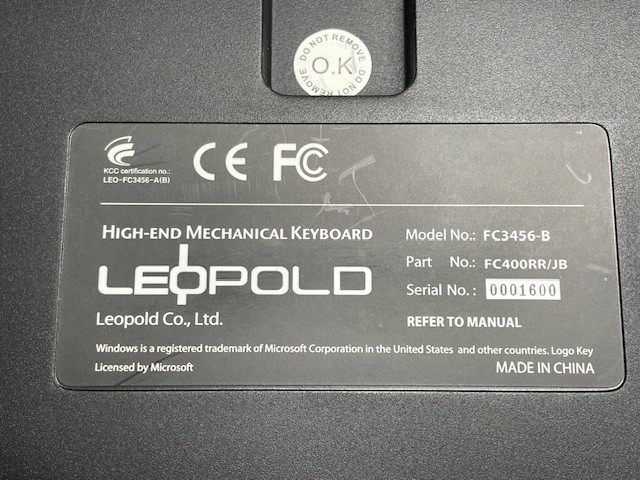 DO NOT REMOVE
O.K
DO NOT REMOVE
KCC certification no.:
LEO-FC3456-A(B)
CE FC
HIGH-END MECHANICAL KEYBOARD
LEOPOLD
Leopold Co., Ltd.
Model No.: FC3456-B
Part No.: FC400RR/JB
Serial No.: 0001600
REFER TO MANUAL
Windows is a registered trademark of Microsoft Corporation in the United States and other countries. Logo Key
Licensed by Microsoft
MADE IN CHINA